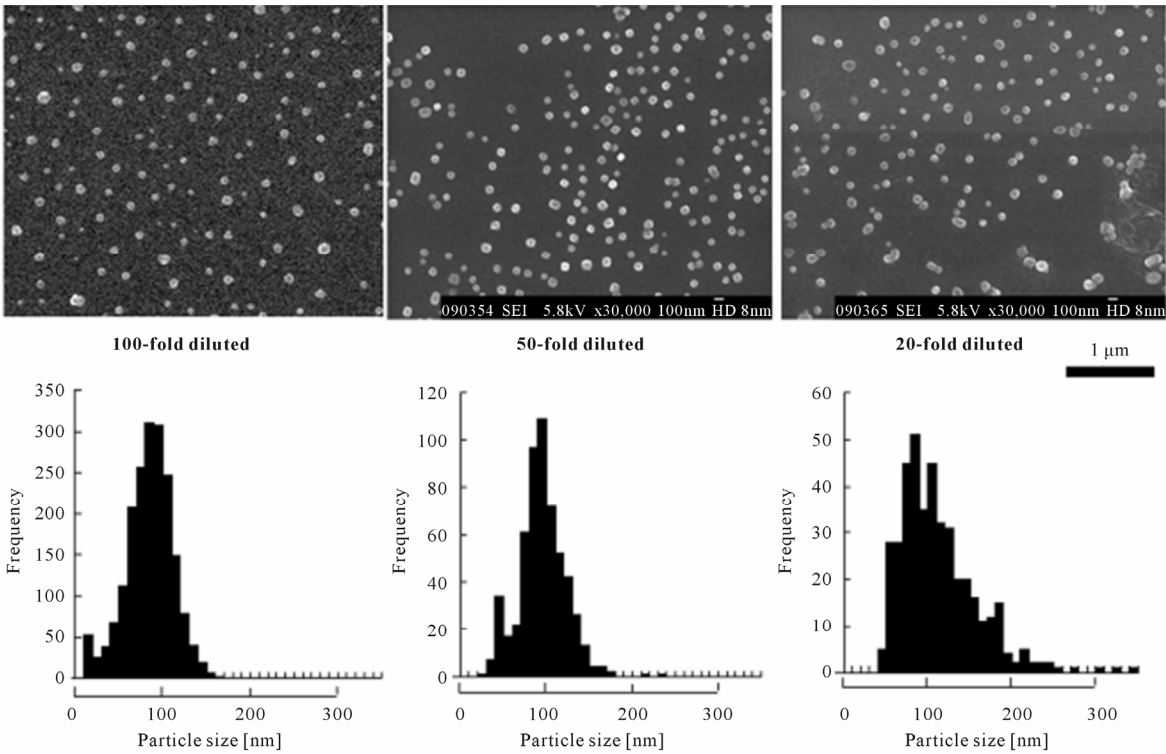 090354 SEI 5.8kV x30,000 100nm HD 8nm
090365 SEI 5.8kV x30,000 100nm HD 8nm
100-fold diluted
50-fold diluted
20-fold diluted
1 µm
350
300
250
200
150
100
50
0
Frequency
0 100 200 300
Particle size [nm]
120
100
80
60
40
20
0
Frequency
0 100 200 300
Particle size [nm]
60
50
40
30
20
10
0
Frequency
0 100 200 300
Particle size [nm]